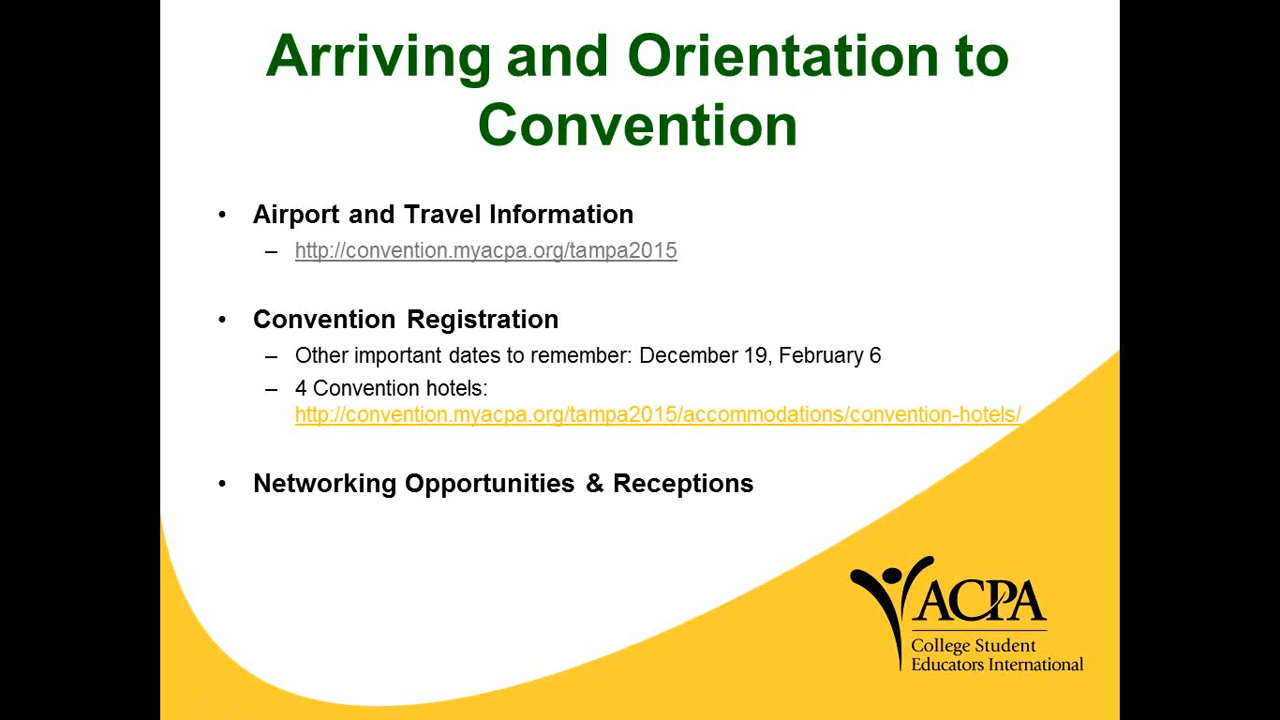 Arriving and Orientation to
Convention
• Airport and Travel Information
– http://convention.myacpa.org/tampa2015
• Convention Registration
– Other important dates to remember: December 19, February 6
– 4 Convention hotels:
http://convention.myacpa.org/tampa2015/accommodations/convention-hotels/
• Networking Opportunities & Receptions
ACPA
College Student
Educators International